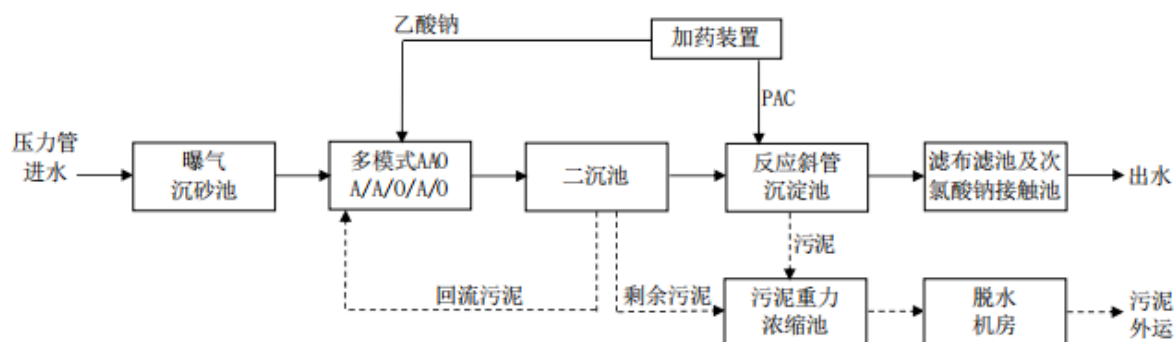 乙酸钠
加药装置
PAC
压力管
进水
曝气
沉砂池
多模式AAO
A/A/O/A/O
二沉池
反应斜管
沉淀池
滤布滤池及次
氯酸钠接触池
出水
污泥
回流污泥
剩余污泥
污泥重力
浓缩池
脱水
机房
污泥
外运